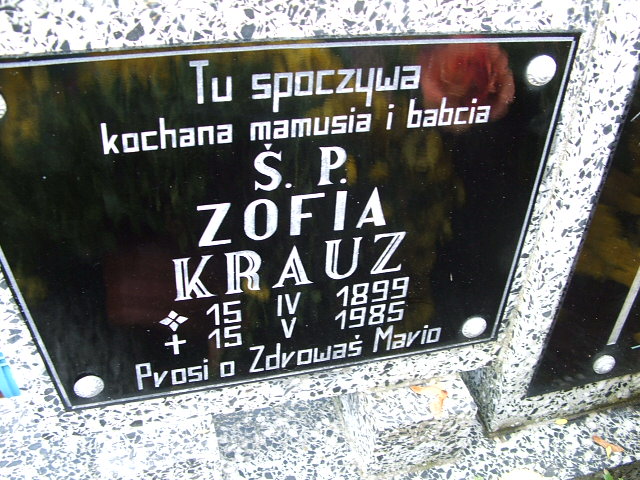 Tu spoczywa
kochana mamusia i babcia
Ś. P.
ZOFIA
KRAUZ
15 IV 1899
+ 15 V 1985
Prosi o Zdrowaś Mario